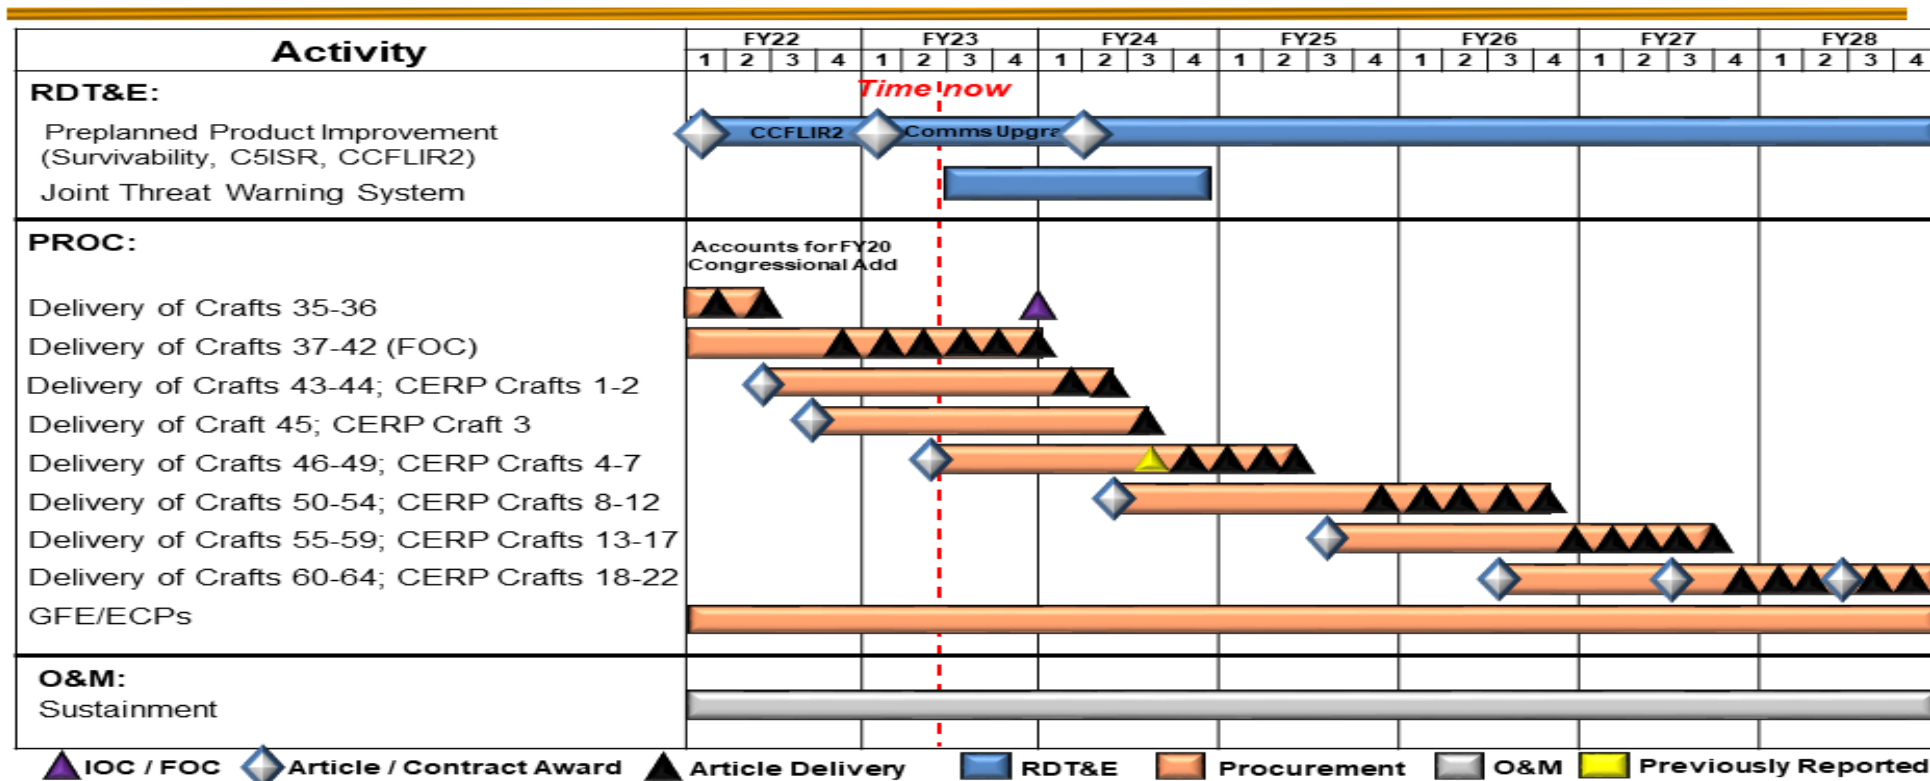 Activity
FY22 FY23 FY24 FY25 FY26 FY27 FY28
1 2 3 4 1 2 3 4 1 2 3 4 1 2 3 4 1 2 3 4 1 2 3 4 1 2 3 4
RDT&E:
Time now
Preplanned Product Improvement
(Survivability, C5ISR, CCFLIR2)
CCFLIR2
Comms Upgra
Joint Threat Warning System
PROC:
Accounts for FY20
Congressional Add
Delivery of Crafts 35-36
Delivery of Crafts 37-42 (FOC)
Delivery of Crafts 43-44; CERP Crafts 1-2
Delivery of Craft 45; CERP Craft 3
Delivery of Crafts 46-49; CERP Crafts 4-7
Delivery of Crafts 50-54; CERP Crafts 8-12
Delivery of Crafts 55-59; CERP Crafts 13-17
Delivery of Crafts 60-64; CERP Crafts 18-22
GFE/ECPs
O&M:
Sustainment
IOC / FOC Article / Contract Award Article Delivery RDT&E Procurement O&M Previously Reported